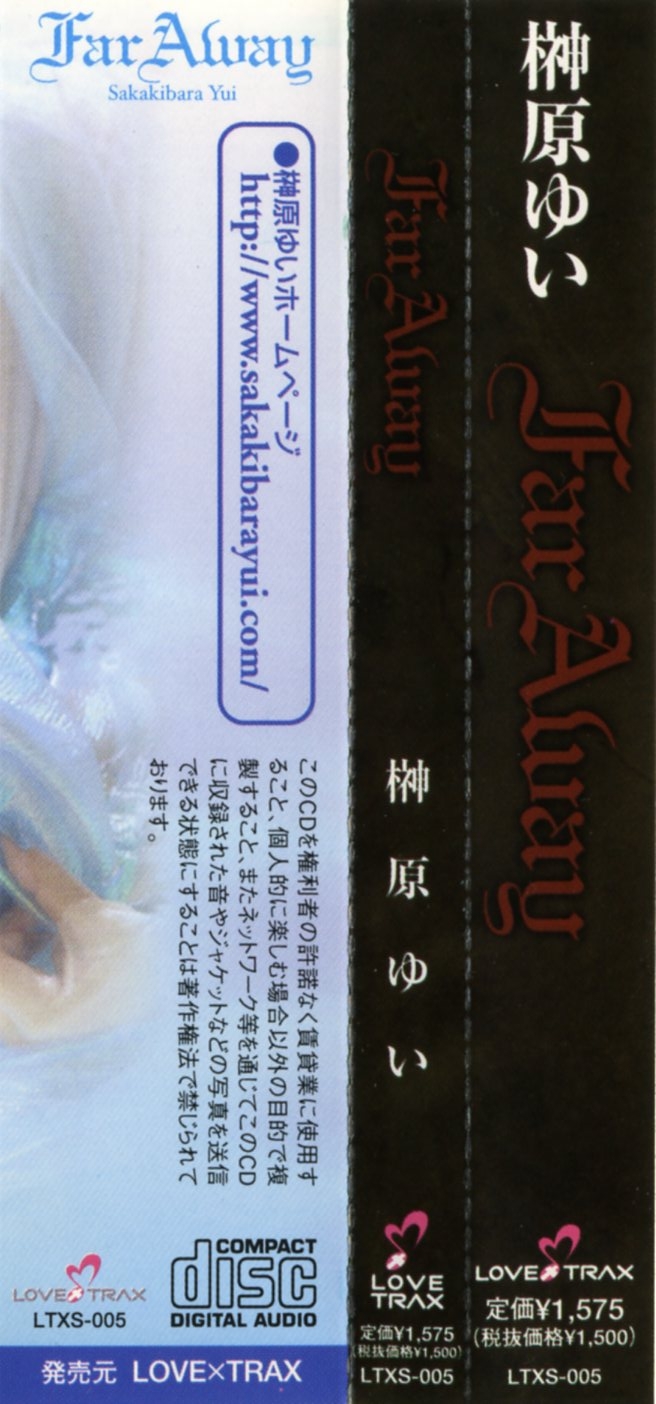 Far Away
Sakakibara Yui
●榊原ゆいホームページ
http://www.sakakibarayui.com/
このCDを権利者の許諾なく賃貸業に使用す
ること、個人的に楽しむ場合以外の目的で複
製すること、またネットワーク等を通じてこのCD
に収録された音やジャケットなどの写真を送信
できる状態にすることは著作権法で禁じられて
おります。
LOVE TRAX
LTXS-005
COMPACT
disc
DIGITAL AUDIO
発売元 LOVE×TRAX
Far Away
榊原ゆい
LOVE
TRAX
定価¥1,575
(税抜価格¥1,500)
LTXS-005
榊原ゆい
Far Away
LOVE TRAX
定価¥1,575
(税抜価格¥1,500)
LTXS-005